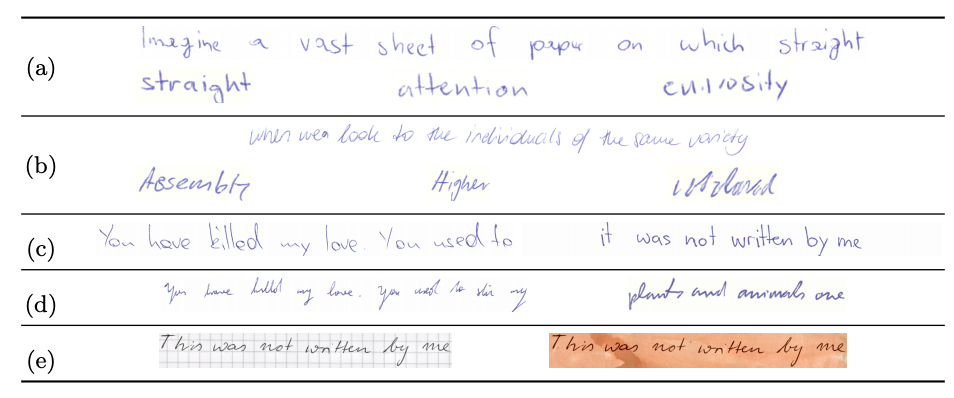 (a)
Imagine a vast sheet of paper on which straight
straight attention curiosity
(b)
when we look to the individuals of the same variety
Assembly Higher
(c)
You have killed my love. You used to it was not written by me
(d)
You have killed my love. You used to stir my plants and animals are
(e)
This was not written by me This was not written by me